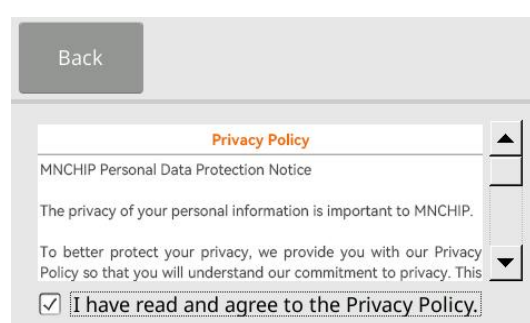 Back
Privacy Policy
MNCHIP Personal Data Protection Notice
The privacy of your personal information is important to MNCHIP.
To better protect your privacy, we provide you with our Privacy
Policy so that you will understand our commitment to privacy. This
I have read and agree to the Privacy Policy.